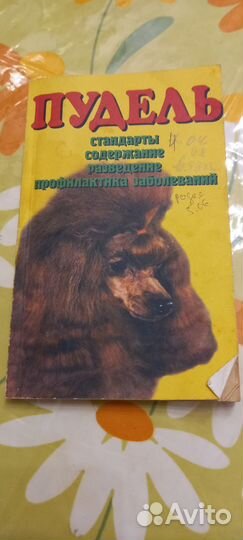 ПУДЕЛЬ
стандарты
содержание
разведение
профилактика заболеваний
Avito